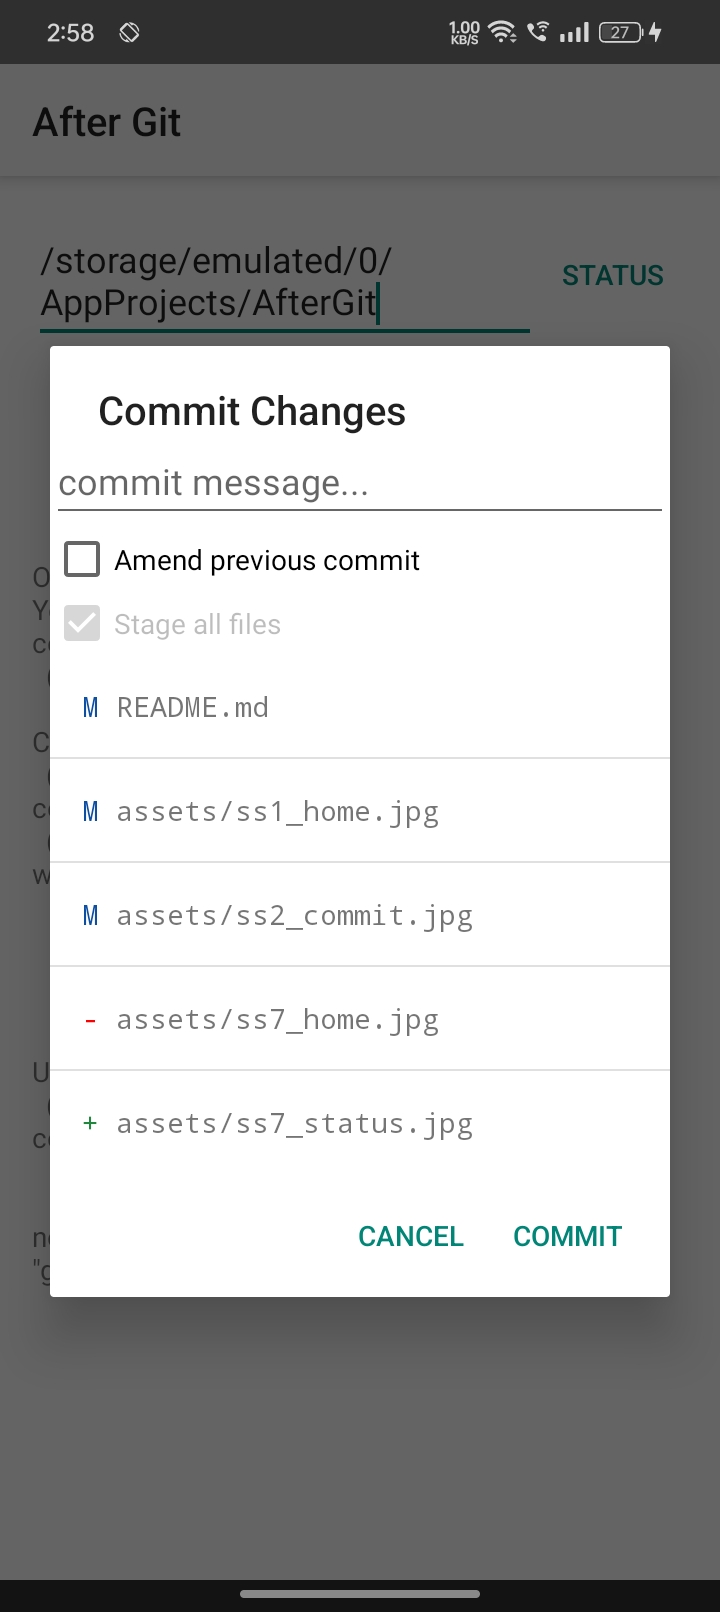 2:58
1.00
KB/S
27
After Git
/storage/emulated/0/
AppProjects/AfterGit
STATUS
Commit Changes
commit message...
Amend previous commit
Stage all files
M README.md
M assets/ss1_home.jpg
M assets/ss2_commit.jpg
- assets/ss7_home.jpg
+ assets/ss7_status.jpg
CANCEL COMMIT